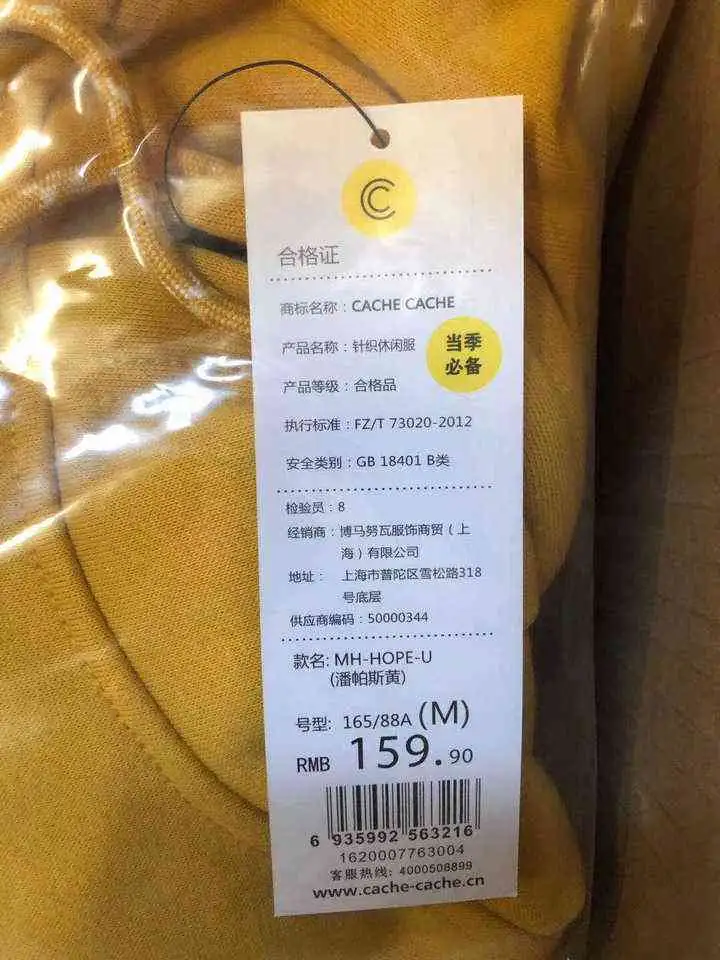 合格证
商标名称：CACHE CACHE
产品名称：针织休闲服
当季
必备
产品等级：合格品
执行标准：FZ/T 73020-2012
安全类别：GB 18401 B类
检验员：8
经销商：博马努瓦服饰商贸（上
海）有限公司
地址： 上海市普陀区雪松路318
号底层
供应商编码：50000344
款名: MH-HOPE-U
(潘帕斯黄)
号型: 165/88A (M)
RMB 159.90
6 935992 563216
1620007763004
客服热线: 4000508899
www.cache-cache.cn